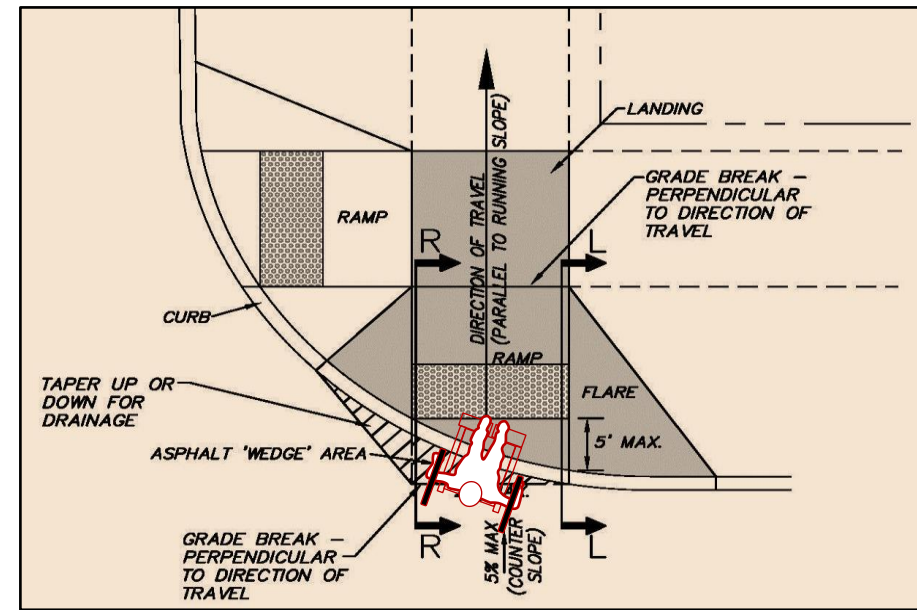 LANDING
GRADE BREAK –
PERPENDICULAR
TO DIRECTION OF
TRAVEL
DIRECTION OF TRAVEL
(PARALLEL TO RUNNING SLOPE)
RAMP
R
L
CURB
RAMP
TAPER UP OR
DOWN FOR
DRAINAGE
FLARE
5' MAX.
ASPHALT 'WEDGE' AREA
R
L
GRADE BREAK –
PERPENDICULAR
TO DIRECTION OF
TRAVEL
5% MAX
(COUNTER
SLOPE)